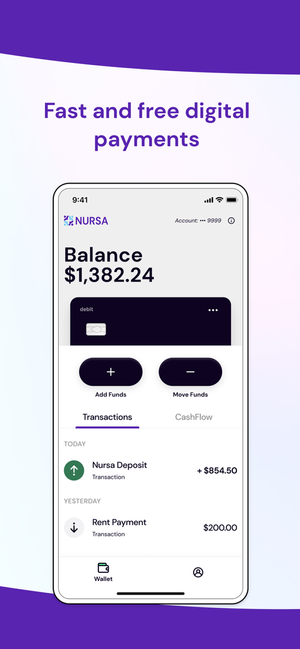 Fast and free digital
payments
9:41
NURSA
Account: ••• 9999
Balance
$1,382.24
debit
Add Funds
Move Funds
Transactions
CashFlow
TODAY
Nursa Deposit
+ $854.50
Transaction
YESTERDAY
Rent Payment
$200.00
Transaction
Wallet